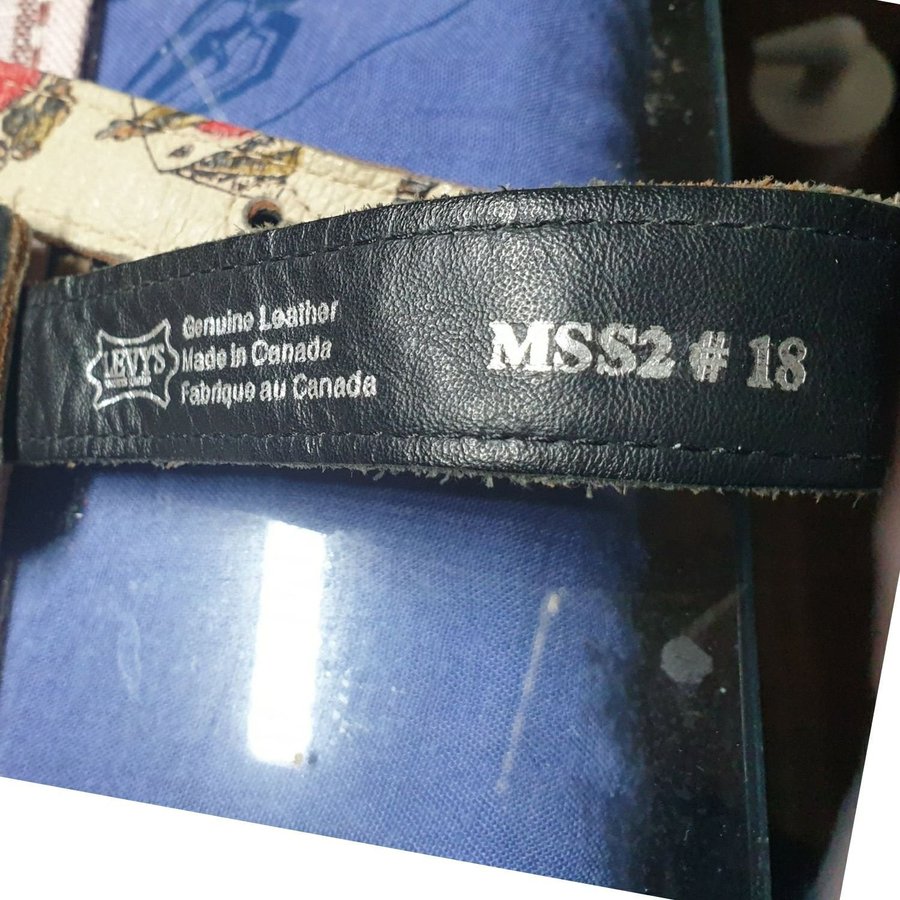 LEVY'S
Genuine Leather
Made in Canada
Fabrique au Canada
MSS2 # 18